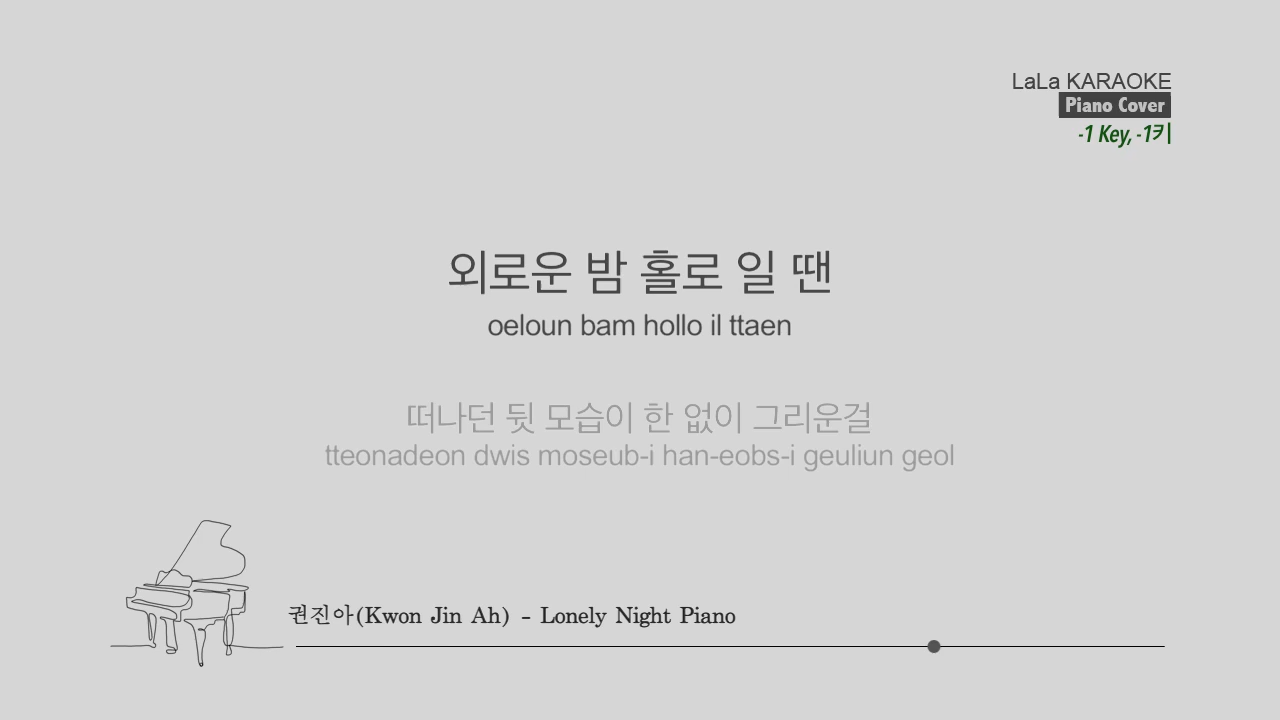 LaLa KARAOKE
Piano Cover
-1 Key, -1키
외로운 밤 홀로 일 땐
oeloun bam hollo il ttaen
떠나던 뒷 모습이 한 없이 그리운걸
tteonadeon dwis moseub-i han-eobs-i geuliun geol
권진아(Kwon Jin Ah) - Lonely Night Piano